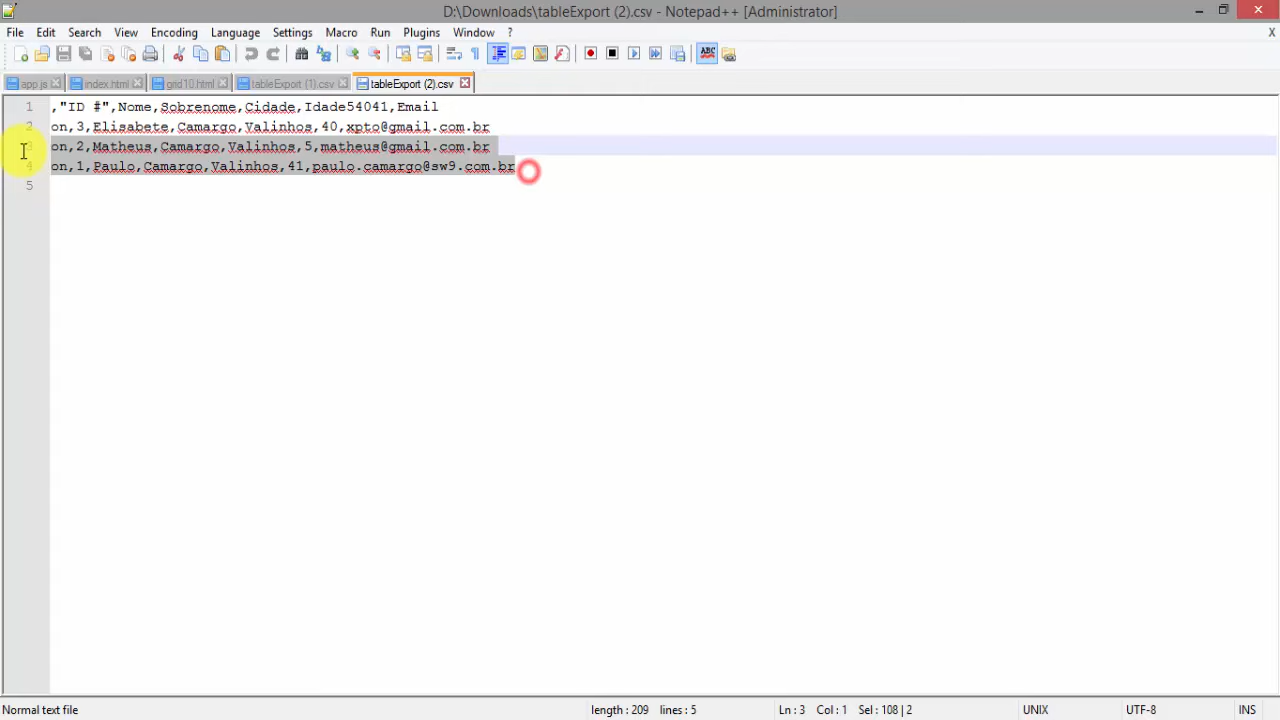 D:\Downloads\tableExport (2).csv - Notepad++ [Administrator]
File Edit Search View Encoding Language Settings Macro Run Plugins Window ? X
app.js index.html grid10.html tableExport (1).csv tableExport (2).csv
1 ,"ID #",Nome,Sobrenome,Cidade,Idade54041,Email
2 on,3,Elisabete,Camargo,Valinhos,40,xpto@gmail.com.br
3 on,2,Matheus,Camargo,Valinhos,5,matheus@gmail.com.br
4 on,1,Paulo,Camargo,Valinhos,41,paulo.camargo@sw9.com.br
5
Normal text file length : 209 lines : 5 Ln : 3 Col : 1 Sel : 108 | 2 UNIX UTF-8 INS